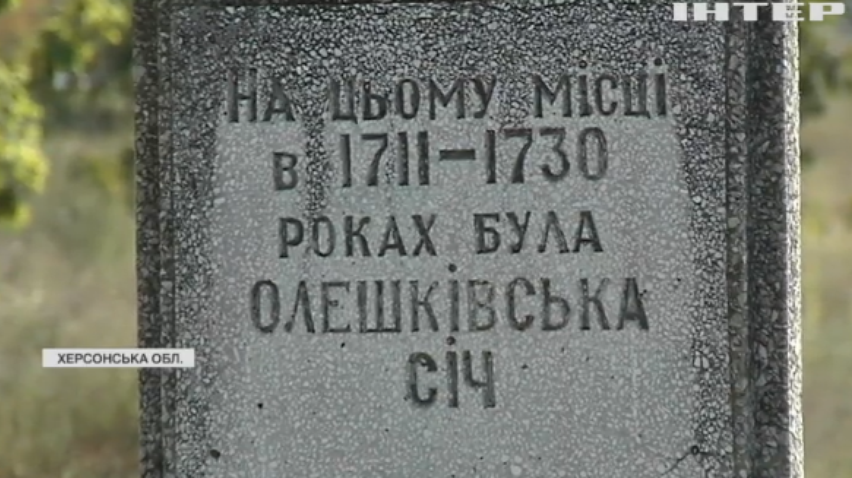 ІНТЕР
НА ЦЬОМУ МІСЦІ
В 1711-1730
РОКАХ БУЛА
ОЛЕШКІВСЬКА
СІЧ
ХЕРСОНСЬКА ОБЛ.